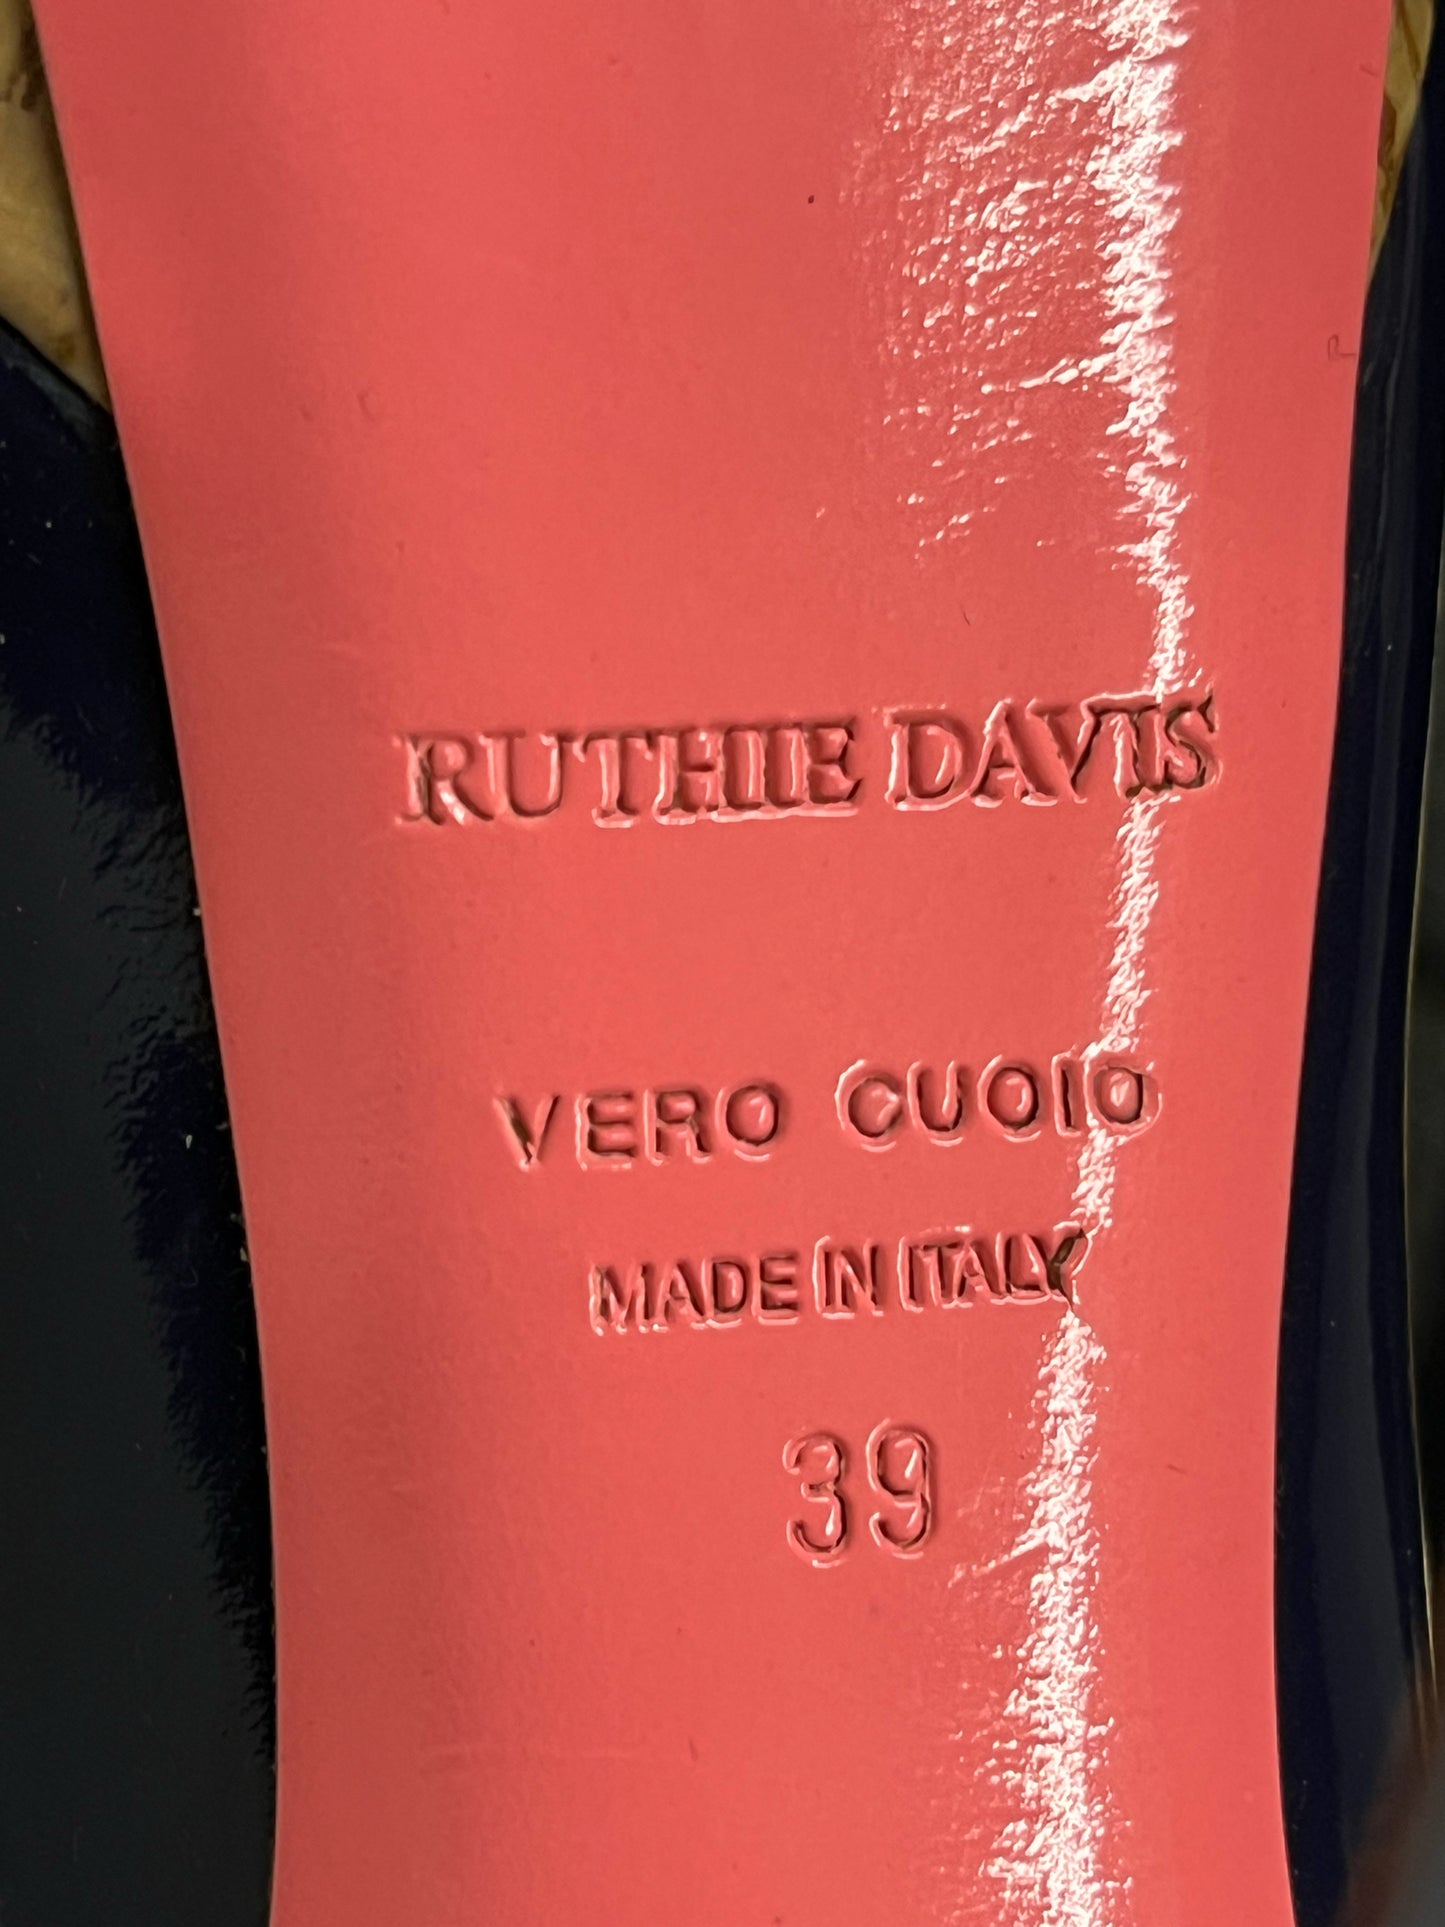 RUTHIE DAVIS
VERO CUOIO
MADE IN ITALY
39